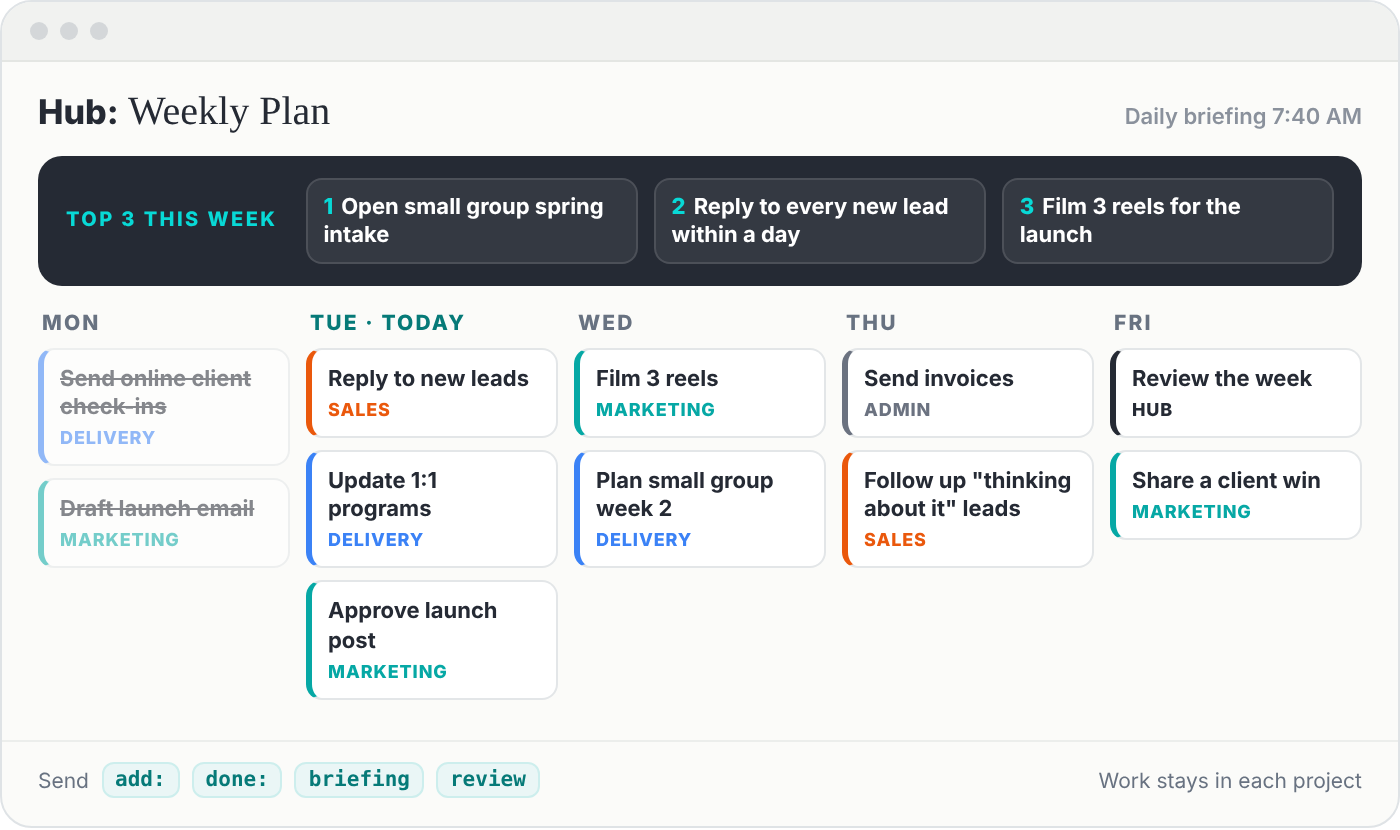 Hub: Weekly Plan
Daily briefing 7:40 AM
TOP 3 THIS WEEK
1 Open small group spring
intake
2 Reply to every new lead
within a day
3 Film 3 reels for the
launch
MON
Send online client
check-ins
DELIVERY
Draft launch email
MARKETING
TUE · TODAY
Reply to new leads
SALES
Update 1:1
programs
DELIVERY
Approve launch
post
MARKETING
WED
Film 3 reels
MARKETING
Plan small group
week 2
DELIVERY
THU
Send invoices
ADMIN
Follow up "thinking
about it" leads
SALES
FRI
Review the week
HUB
Share a client win
MARKETING
Send add: done: briefing review
Work stays in each project